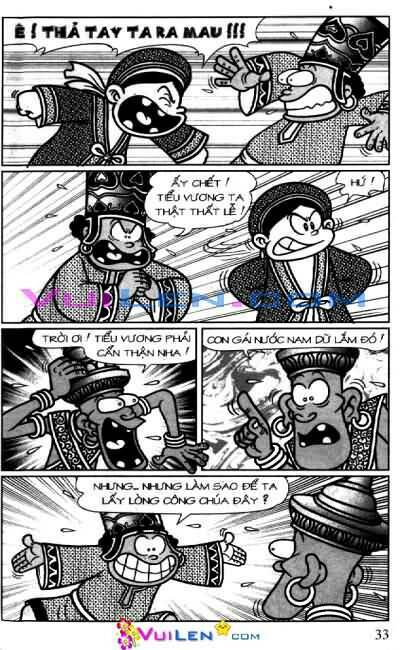 Ê ! THẢ TAY TA RA MAU !!!
ẤY CHẾT !
TIỂU VƯƠNG TA
THẬT THẤT LỄ !
HỨ !
VUILEN.COM
TRỜI ƠI ! TIỂU VƯƠNG PHẢI
CẨN THẬN NHA !
CON GÁI NƯỚC NAM DỮ LẮM ĐÓ !
NHƯNG... NHƯNG LÀM SAO ĐỂ TA
LẤY LÒNG CÔNG CHÚA ĐÂY ?
VUILEN.COM
33